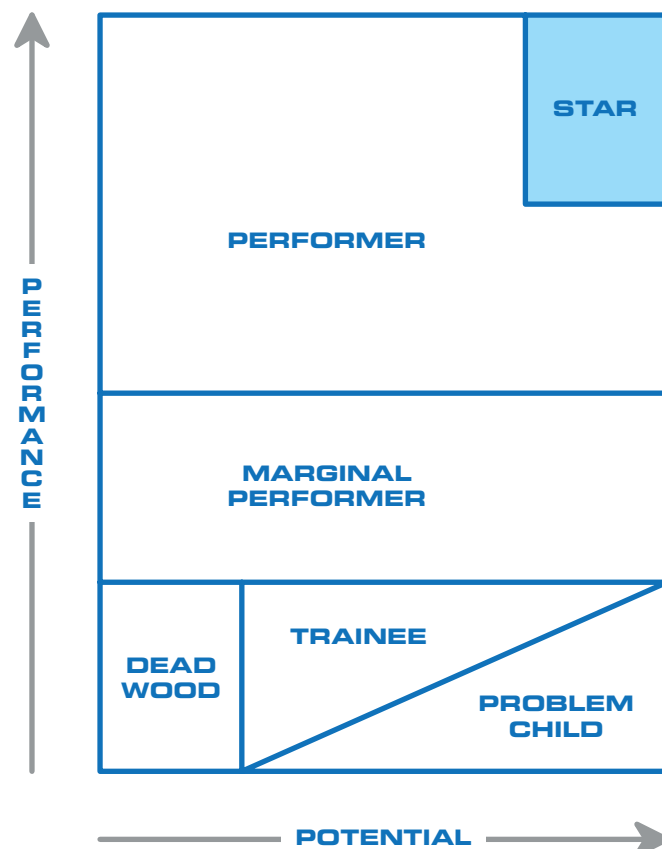 STAR
PERFORMER
PERFORMANCE
MARGINAL
PERFORMER
TRAINEE
DEAD
WOOD
PROBLEM
CHILD
POTENTIAL